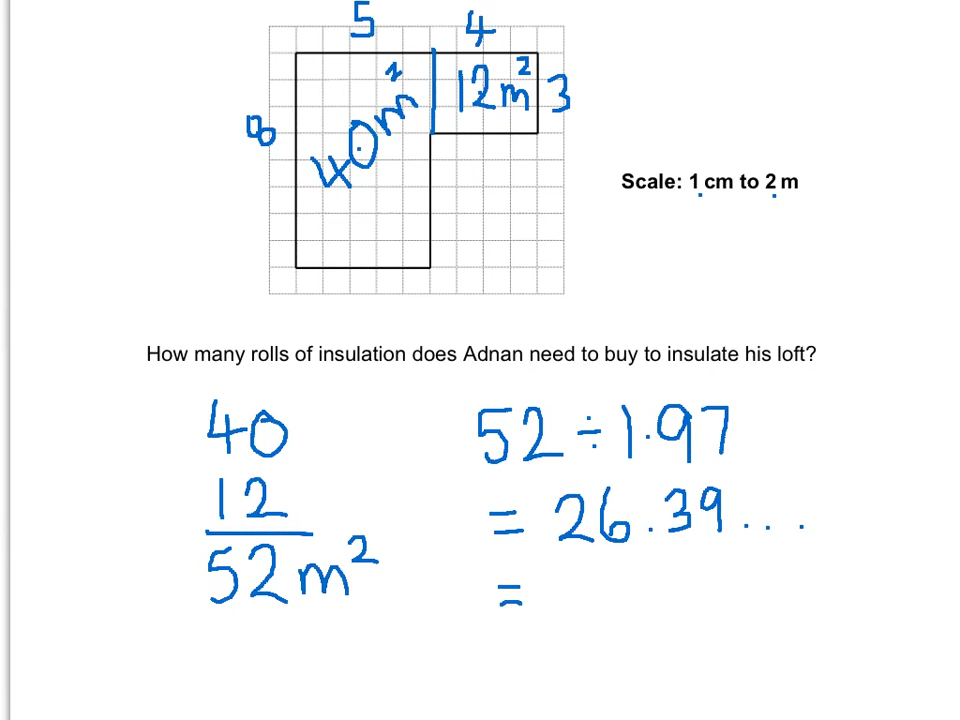 5 4
8 40m² 12m² 3
Scale: 1 cm to 2 m
How many rolls of insulation does Adnan need to buy to insulate his loft?
40
12
52m²
52 ÷ 1.97
= 26.39...
=